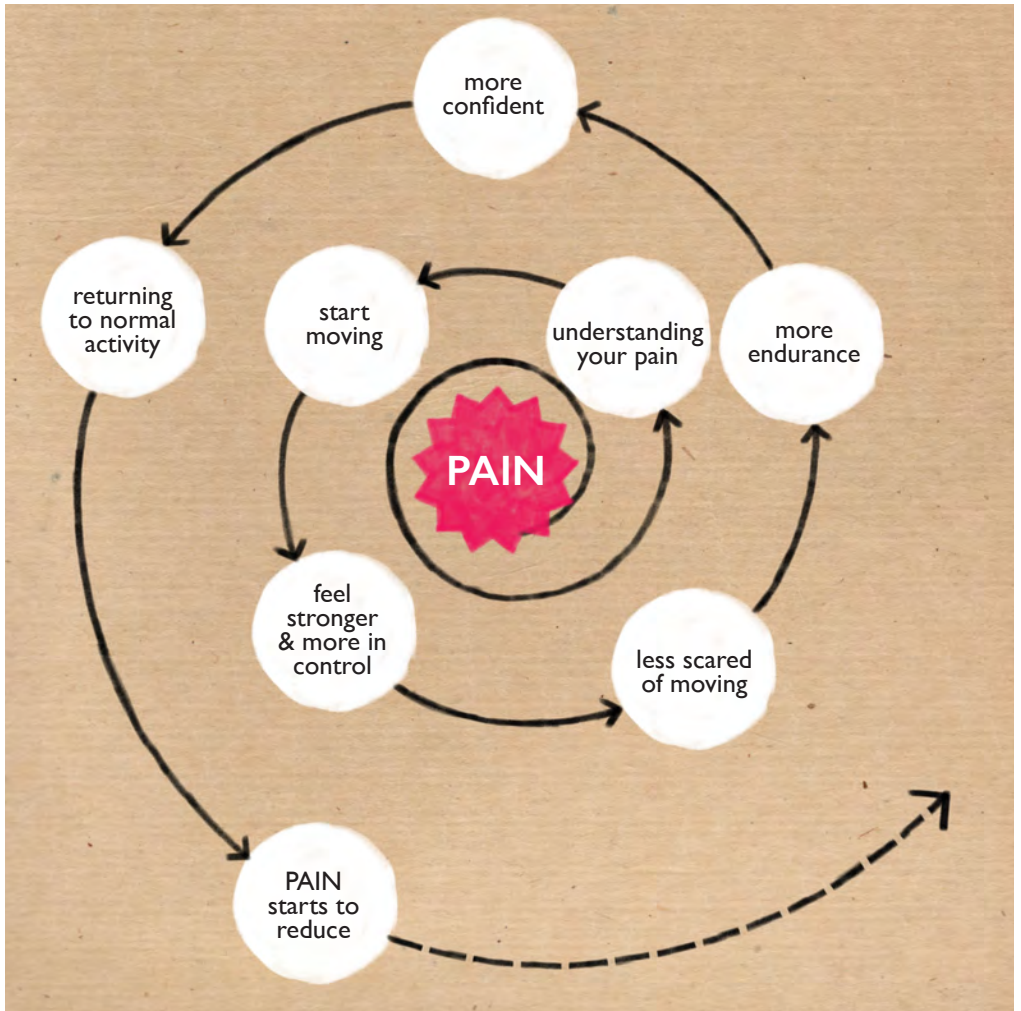 PAIN
understanding
your pain
start
moving
feel
stronger
& more in
control
less scared
of moving
more
endurance
more
confident
returning
to normal
activity
PAIN
starts to
reduce